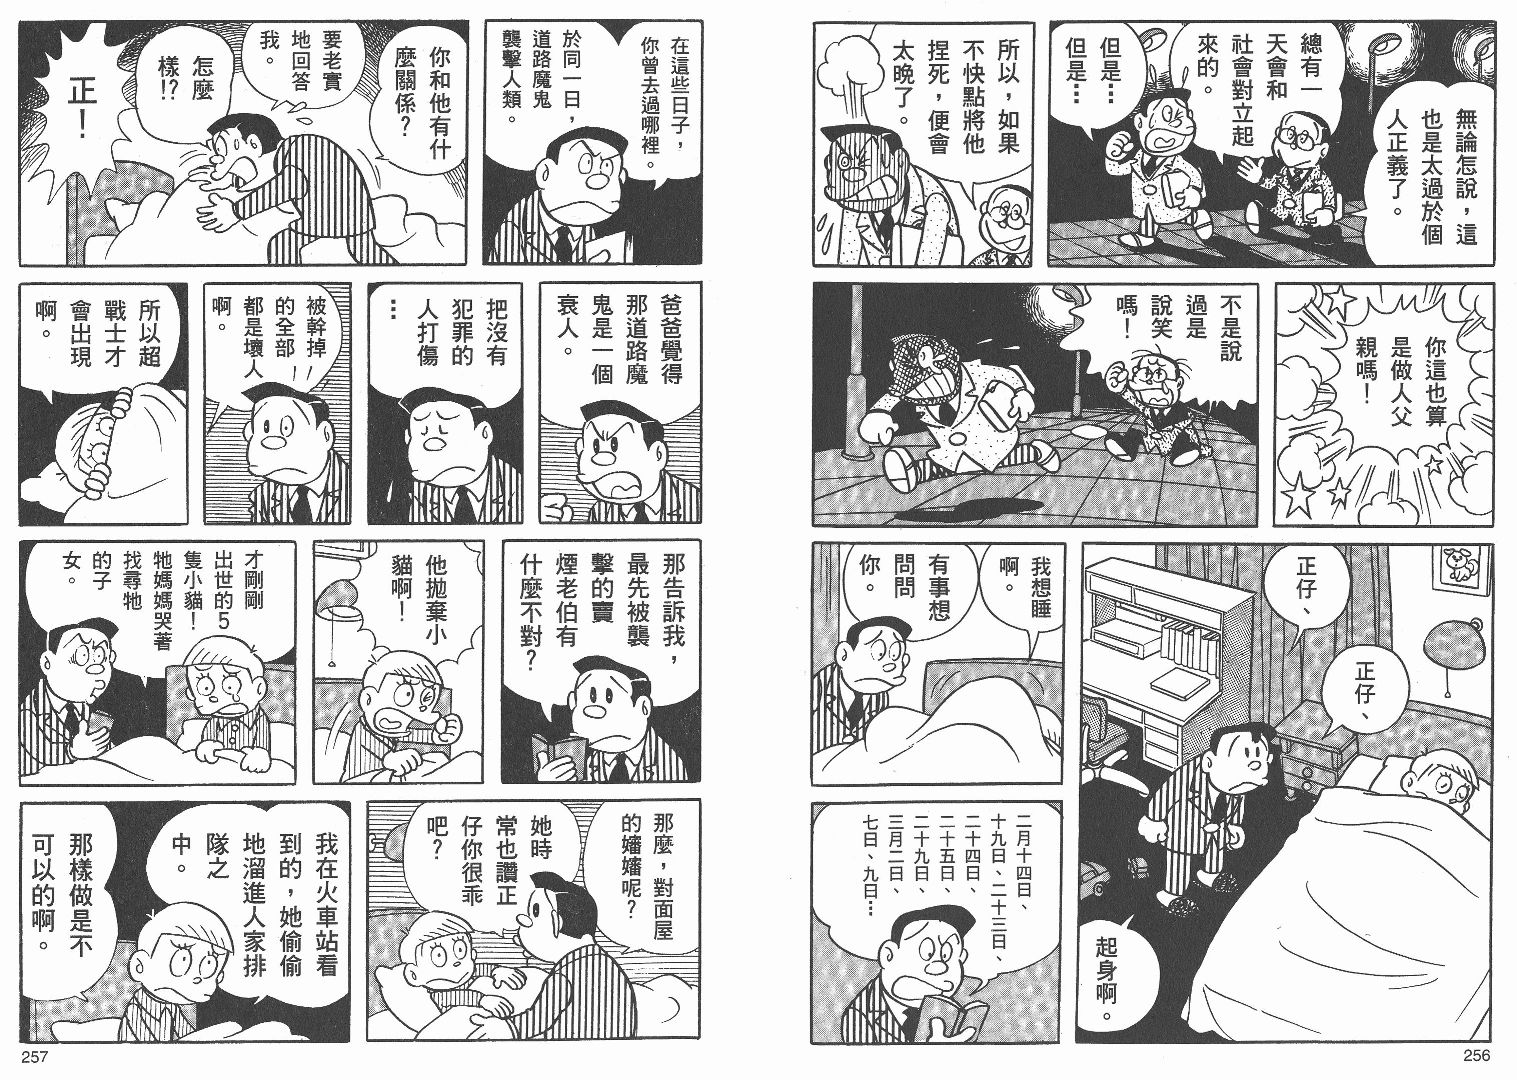 無論怎說，這
也是太過於個
人正義了。
總有一
天會和
社會對立起
來的。
但是…
但是…
所以，如果
不快點將他
捏死，便會
太晚了。
你這也算
是做人父
親嗎！
不是說
過是
說笑
嗎！
正仔、
正仔、
起身啊。
我想睡
啊。
有事想
問問
你。
二月十四日、
十九日、二十三日、
二十四日、
二十五日、
二十九日、
三月二日、
七日、九日…
256
在這些日子，
你曾去過哪裡。
於同一日，
道路魔鬼
襲擊人類。
你和他有什
麼關係？
要老實
地回答
我。
怎麼
樣!?
正！
爸爸覺得
那道路魔
鬼是一個
衰人。
把沒有
犯罪的
人打傷
…
被幹掉
的全部
都是壞人
啊。
所以超
戰士才
會出現
啊。
那告訴我，
最先被襲
擊的賣
煙老伯有
什麼不對？
他拋棄小
貓啊！
才剛剛
出世的5
隻小貓！
牠媽媽哭著
找尋牠
的子
女。
那麼，對面屋
的嬸嬸呢？
她時
常也讚正
仔你很乖
吧？
我在火車站看
到的，她偷偷
地溜進人家排
隊之
中。
那樣做是不
可以的啊。
257